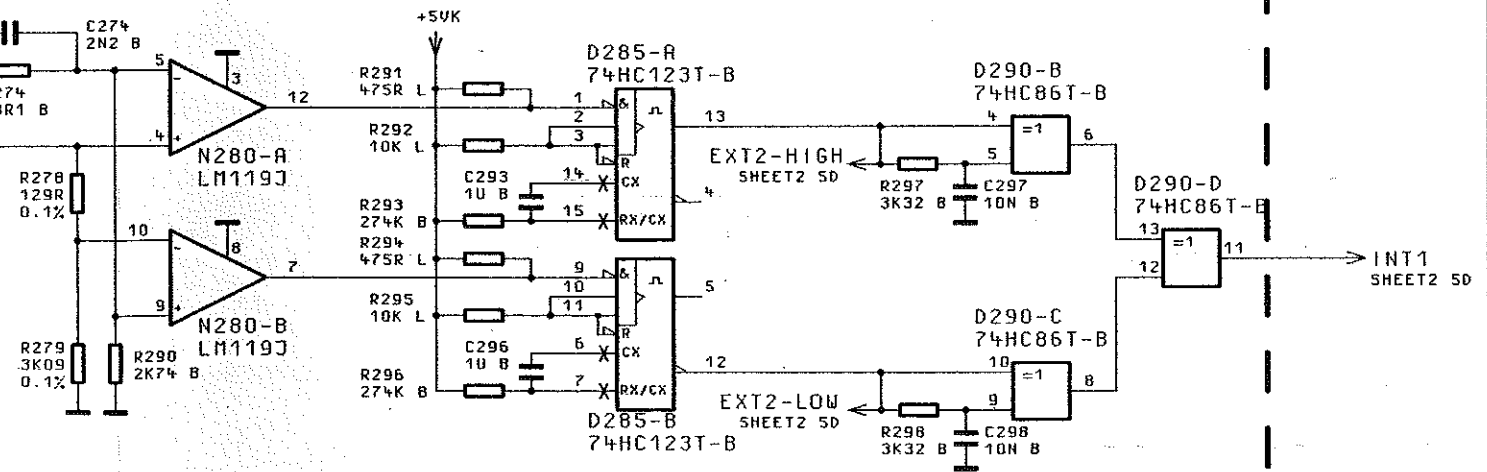 +5VK
C274
2N2 B
5
3
12
4
N280-A
LM119J
R278
129R
0.1%
10
8
7
9
N280-B
LM119J
R279
3K09
0.1%
R290
2K74 B
R291
475R L
R292
10K L
C293
1U B
R293
274K B
R294
475R L
R295
10K L
C296
1U B
R296
274K B
D285-A
74HC123T-B
1
&
2
3
R
14
CX
15
RX/CX
13
4
9
&
10
11
R
6
CX
7
RX/CX
5
12
D285-B
74HC123T-B
EXT2-HIGH
SHEET2 5D
R297
3K32 B
C297
10N B
D290-B
74HC86T-B
4
=1
5
6
EXT2-LOW
SHEET2 5D
R298
3K32 B
C298
10N B
D290-C
74HC86T-B
10
=1
9
8
D290-D
74HC86T-B
13
=1
12
11
INT1
SHEET2 5D